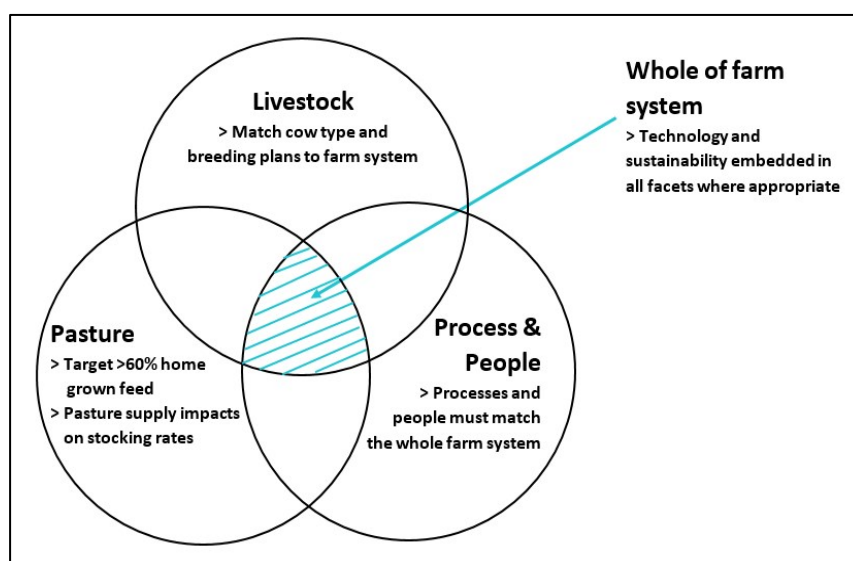 Livestock
> Match cow type and
breeding plans to farm system
Whole of farm
system
> Technology and
sustainability embedded in
all facets where appropriate
Pasture
> Target >60% home
grown feed
> Pasture supply impacts
on stocking rates
Process &
People
> Processes and
people must match
the whole farm system